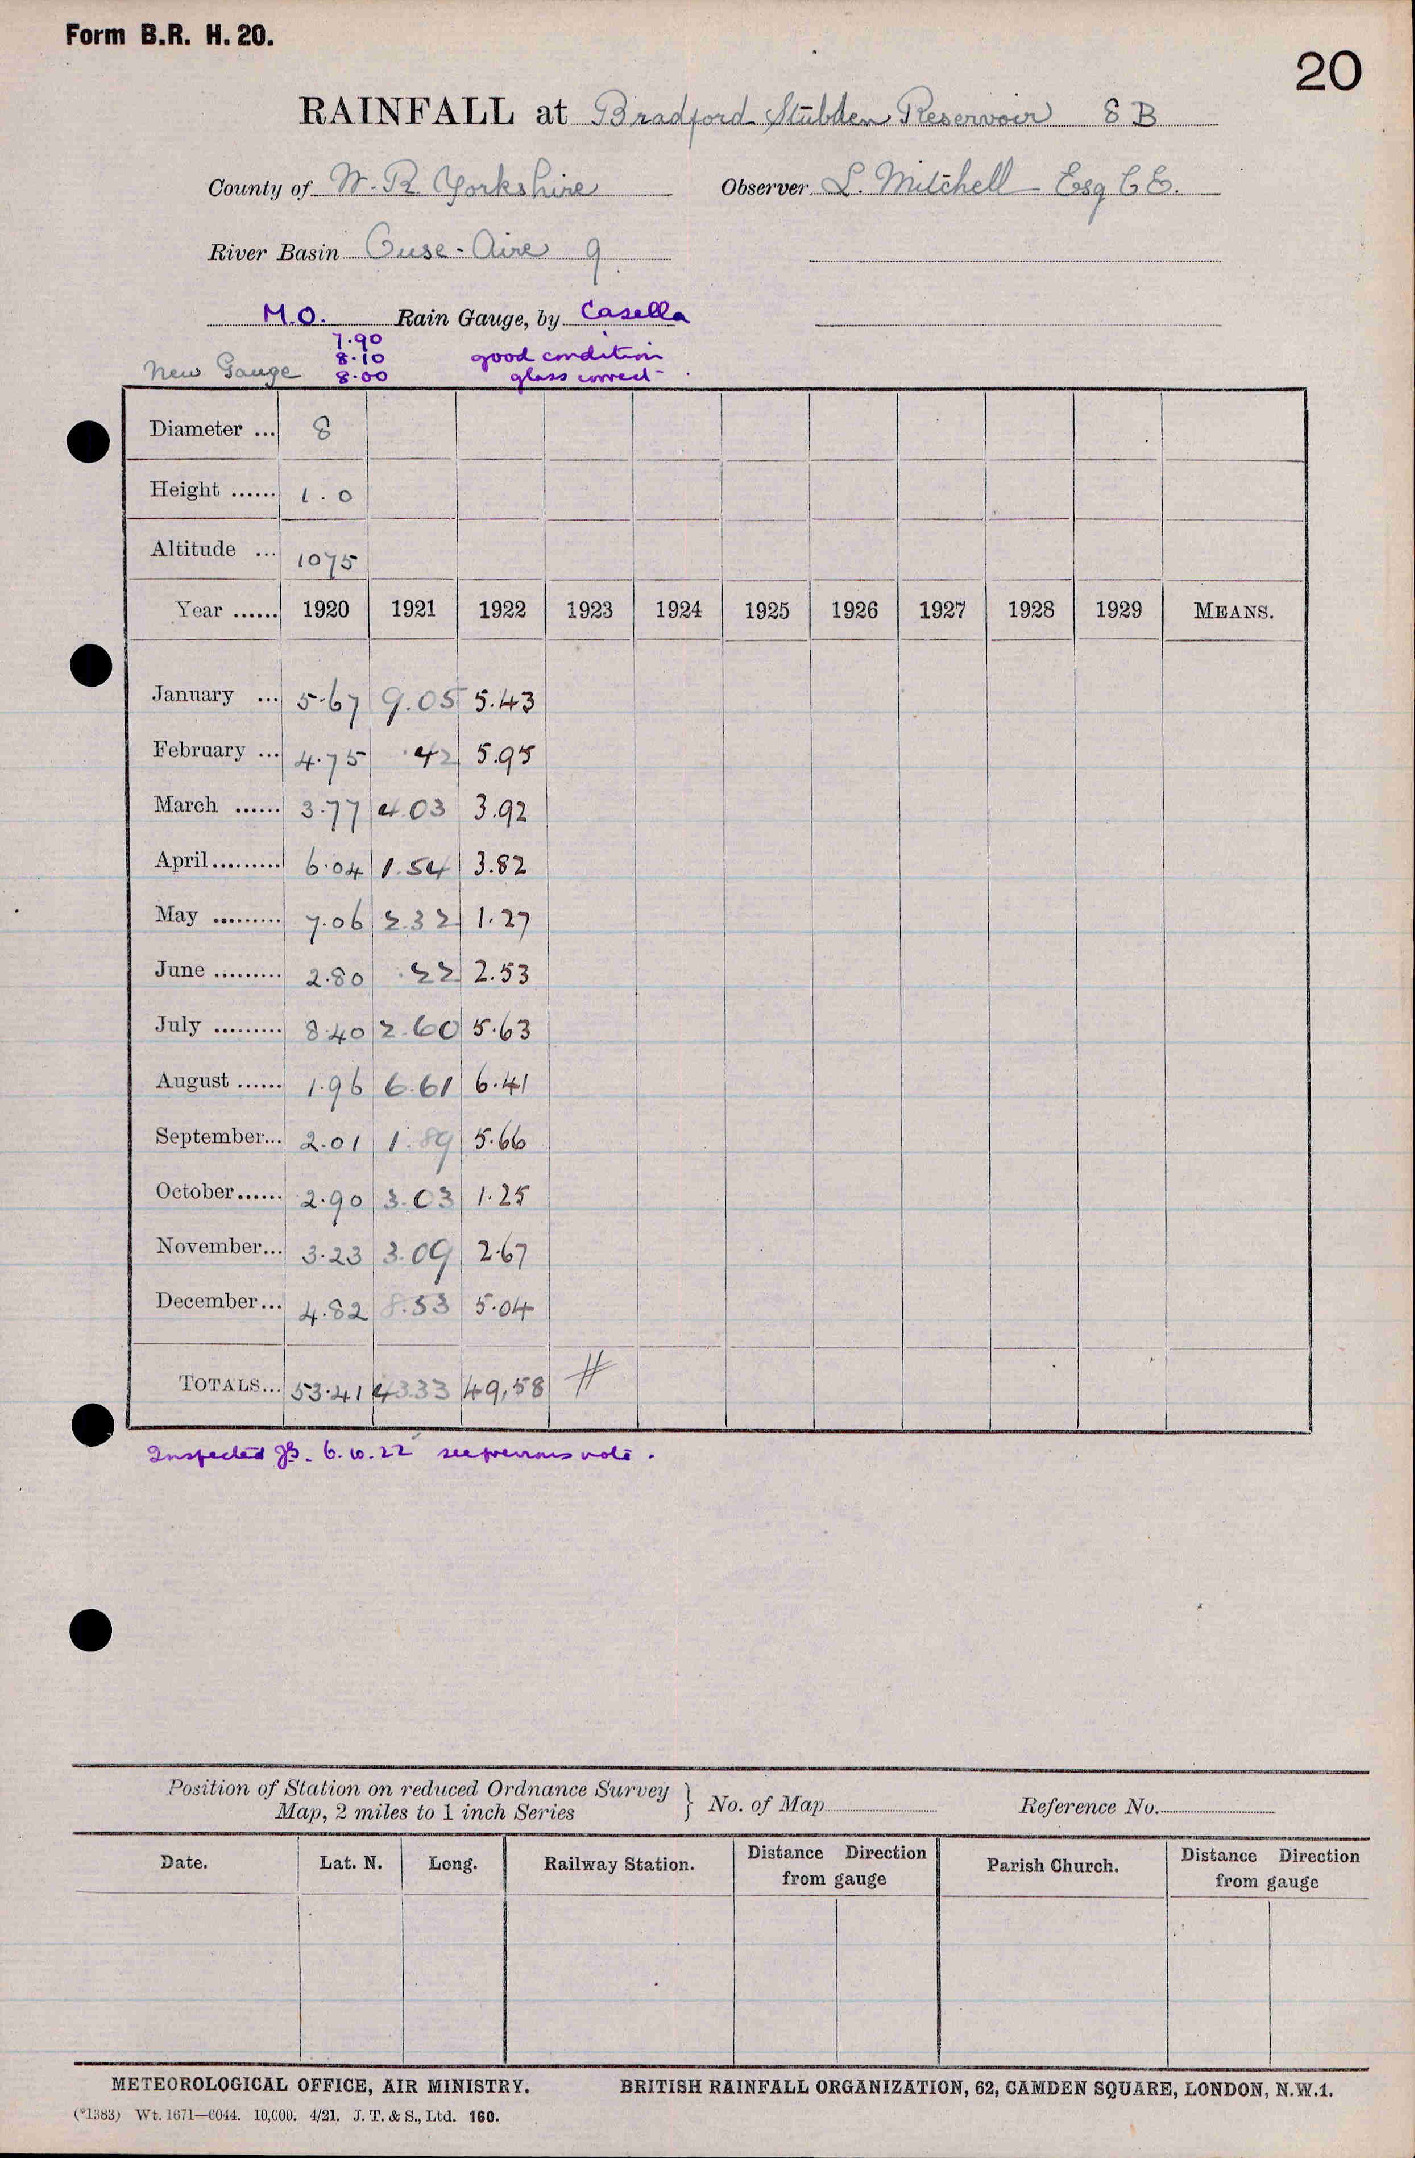 Form B.R. H. 20.
20
RAINFALL at Bradford Stubden Reservoir 8 B
County of W. R. Yorkshire Observer L. Mitchell Esq C E.
River Basin Ouse - Aire 9
M.O. Rain Gauge, by Casella
7.90
8.10 good condition
New Gauge 8.00 glass correct
Diameter ... 8
Height ...... 1.0
Altitude ... 1075
Year ...... 1920 1921 1922 1923 1924 1925 1926 1927 1928 1929 MEANS.
January ... 5.67 9.05 5.43
February ... 4.75 .42 5.95
March ...... 3.77 4.03 3.92
April......... 6.04 1.54 3.82
May ......... 7.06 2.32 1.27
June ......... 2.80 .22 2.53
July ......... 8.40 2.60 5.63
August ...... 1.96 6.61 6.41
September... 2.01 1.89 5.66
October...... 2.90 3.03 1.25
November... 3.23 3.09 2.67
December... 4.82 8.53 5.04
TOTALS... 53.41 43.33 49,58 #
Inspected 6.10.22 see previous note.
Position of Station on reduced Ordnance Survey
Map, 2 miles to 1 inch Series } No. of Map Reference No.
Date. Lat. N. Long. Railway Station. Distance Direction from gauge Parish Church. Distance Direction from gauge
METEOROLOGICAL OFFICE, AIR MINISTRY. BRITISH RAINFALL ORGANIZATION, 62, CAMDEN SQUARE, LONDON, N.W.1.
(*1383) Wt. 1671—6044. 10,000. 4/21. J. T. & S., Ltd. 160.